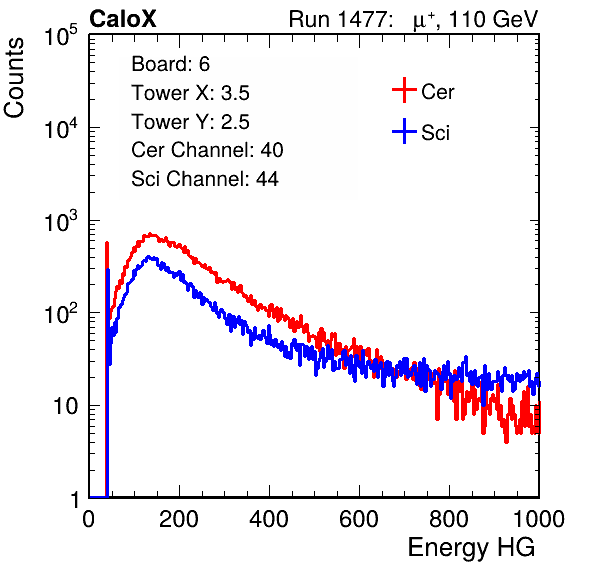 CaloX Run 1477: μ⁺, 110 GeV
Counts
10⁵
10⁴
10³
10²
10
1
Board: 6
Tower X: 3.5
Tower Y: 2.5
Cer Channel: 40
Sci Channel: 44
Cer
Sci
0 200 400 600 800 1000
Energy HG